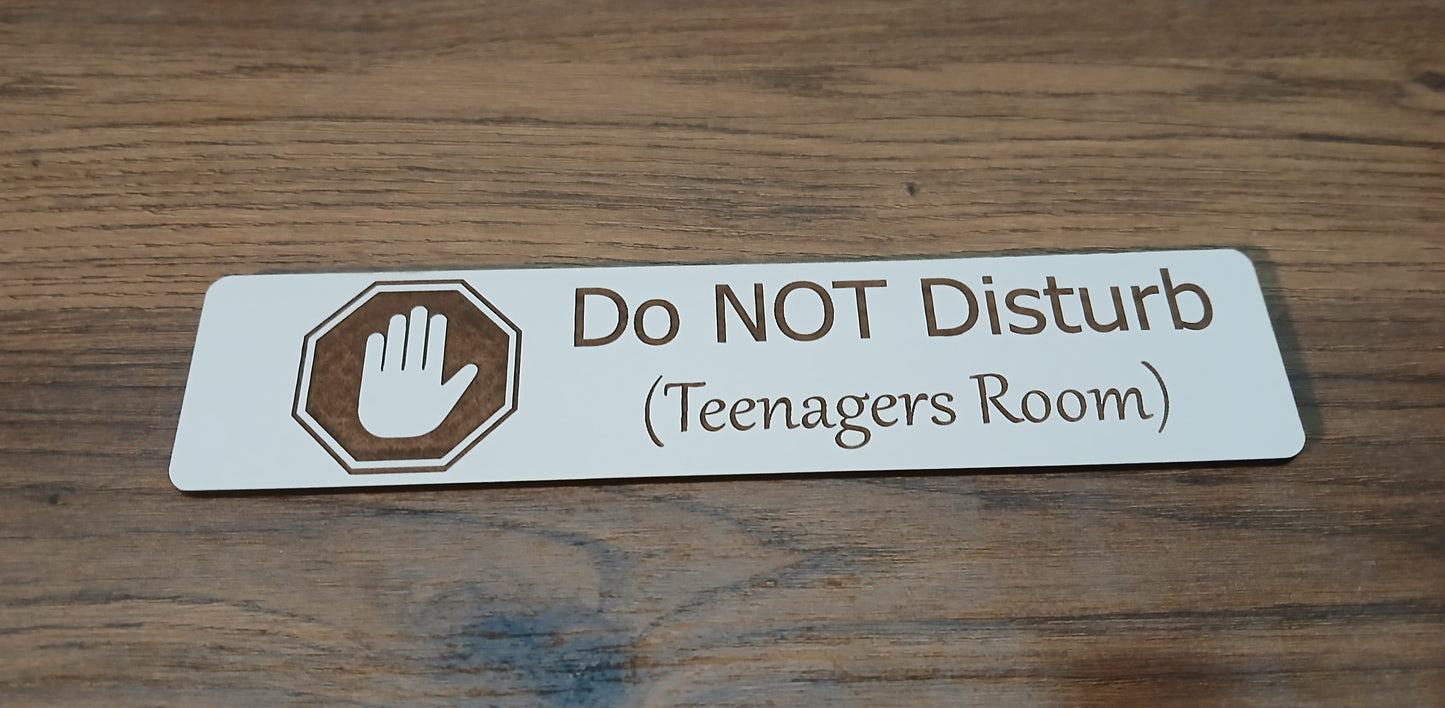 Do NOT Disturb
(Teenagers Room)